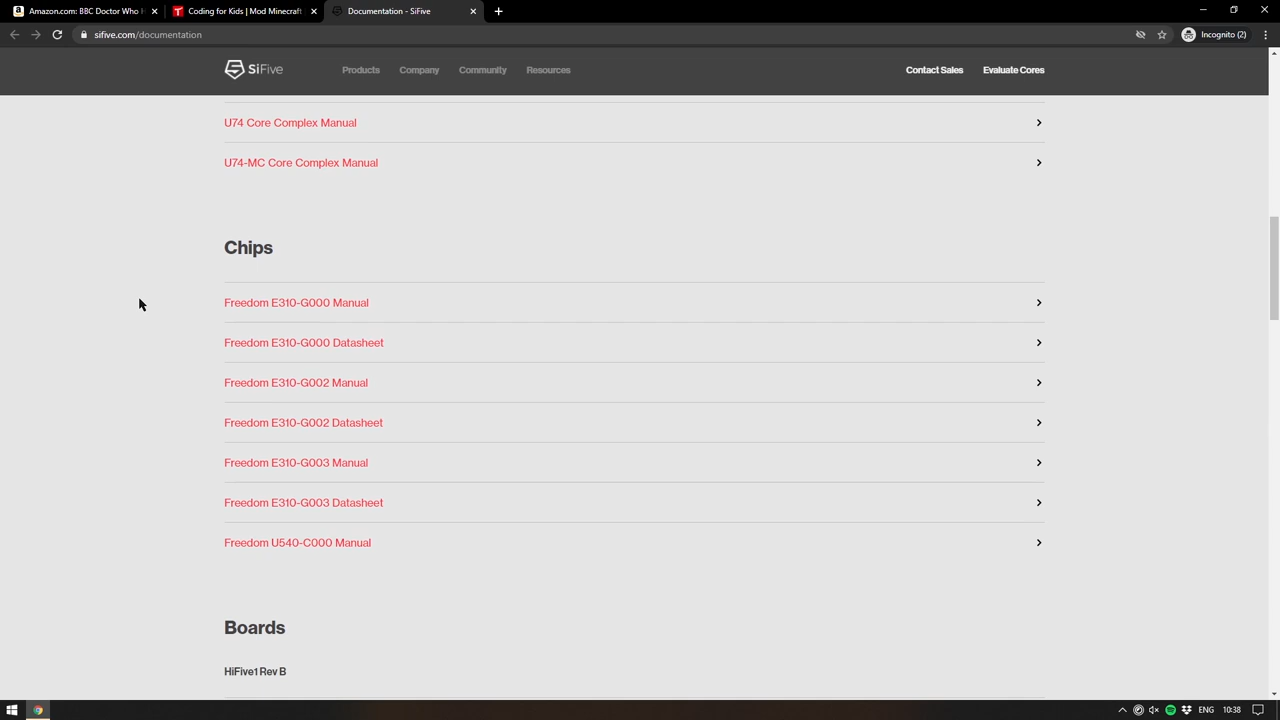 Amazon.com: BBC Doctor Who H
Coding for Kids | Mod Minecraft
Documentation - SiFive
sifive.com/documentation
Incognito (2)
SiFive
Products
Company
Community
Resources
Contact Sales
Evaluate Cores
U74 Core Complex Manual
U74-MC Core Complex Manual
Chips
Freedom E310-G000 Manual
Freedom E310-G000 Datasheet
Freedom E310-G002 Manual
Freedom E310-G002 Datasheet
Freedom E310-G003 Manual
Freedom E310-G003 Datasheet
Freedom U540-C000 Manual
Boards
HiFive1 Rev B
ENG
10:38